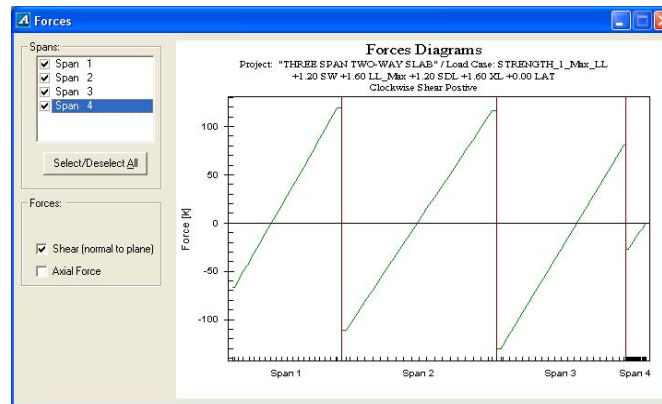 Forces
Spans:
Span 1
Span 2
Span 3
Span 4
Select/Deselect All
Forces:
Shear (normal to plane)
Axial Force
Forces Diagrams
Project: "THREE SPAN TWO-WAY SLAB" / Load Case: STRENGTH_1_Max_LL
+1.20 SW +1.60 LL_Max +1.20 SDL +1.60 XL +0.00 LAT
Clockwise Shear Postive
Force [K]
100
50
0
-50
-100
Span 1 Span 2 Span 3 Span 4